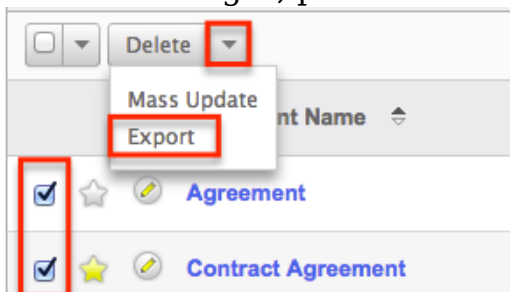 Delete
Mass Update
nt Name
Export
Agreement
Contract Agreement